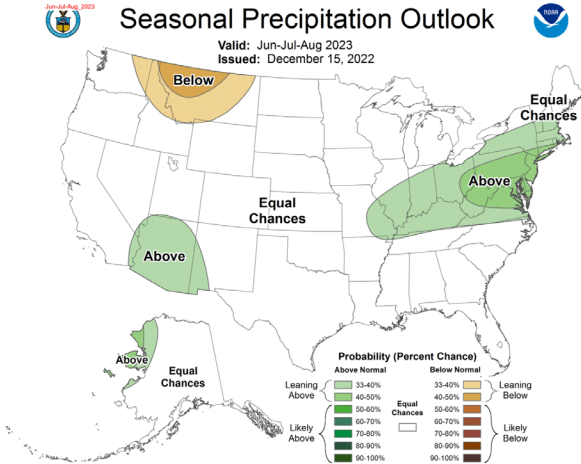 Jun-Jul-Aug_2023
Seasonal Precipitation Outlook
NOAA
Valid: Jun-Jul-Aug 2023
Issued: December 15, 2022
Below
Equal
Chances
Above
Equal
Chances
Above
Above
Equal
Chances
Probability (Percent Chance)
Above Normal
Below Normal
Leaning
Above
33-40%
40-50%
Likely
Above
50-60%
60-70%
70-80%
80-90%
90-100%
Equal
Chances
33-40%
40-50%
Leaning
Below
50-60%
60-70%
70-80%
80-90%
90-100%
Likely
Below